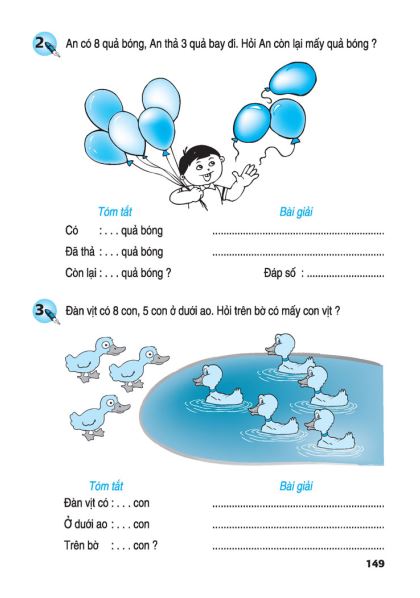 2 An có 8 quả bóng, An thả 3 quả bay đi. Hỏi An còn lại mấy quả bóng ?
Tóm tắt Bài giải
Có : . . . quả bóng ..........................................................
Đã thả : . . . quả bóng ..........................................................
Còn lại : . . . quả bóng ? Đáp số : ..........................
3 Đàn vịt có 8 con, 5 con ở dưới ao. Hỏi trên bờ có mấy con vịt ?
Tóm tắt Bài giải
Đàn vịt có : . . . con ..........................................................
Ở dưới ao : . . . con ..........................................................
Trên bờ : . . . con ? ..........................................................
149